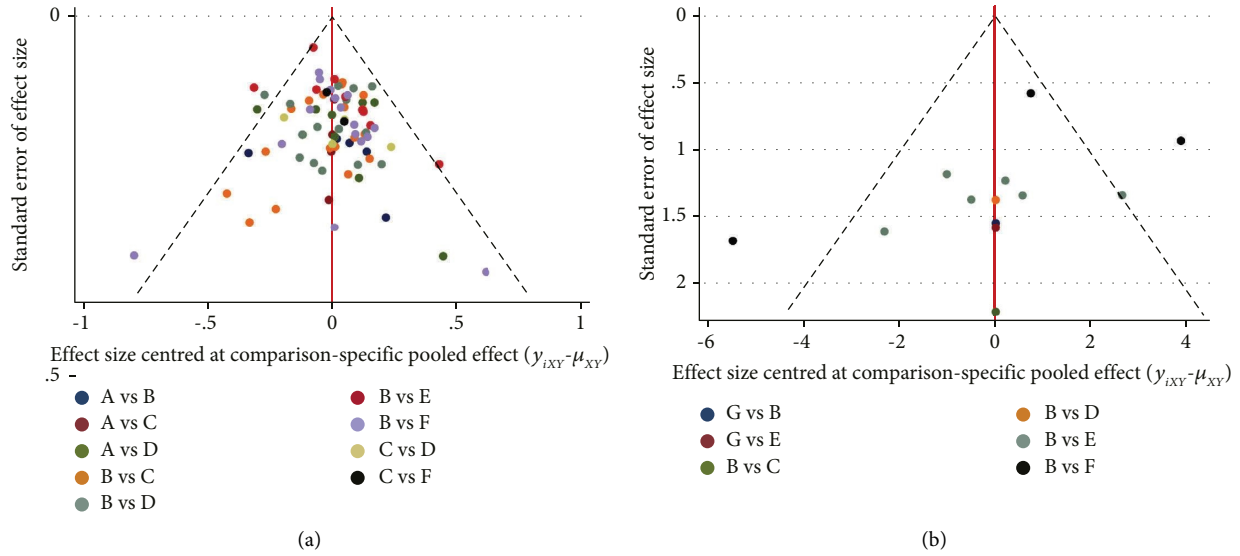 0
Standard error of effect size
.5
-1
-.5
0
.5
1
Effect size centred at comparison-specific pooled effect (y_iXY-μ_XY)
A vs B
A vs C
A vs D
B vs C
B vs D
B vs E
B vs F
C vs D
C vs F
(a)
0
.5
1
1.5
2
Standard error of effect size
-6
-4
-2
0
2
4
Effect size centred at comparison-specific pooled effect (y_iXY-μ_XY)
G vs B
G vs E
B vs C
B vs D
B vs E
B vs F
(b)